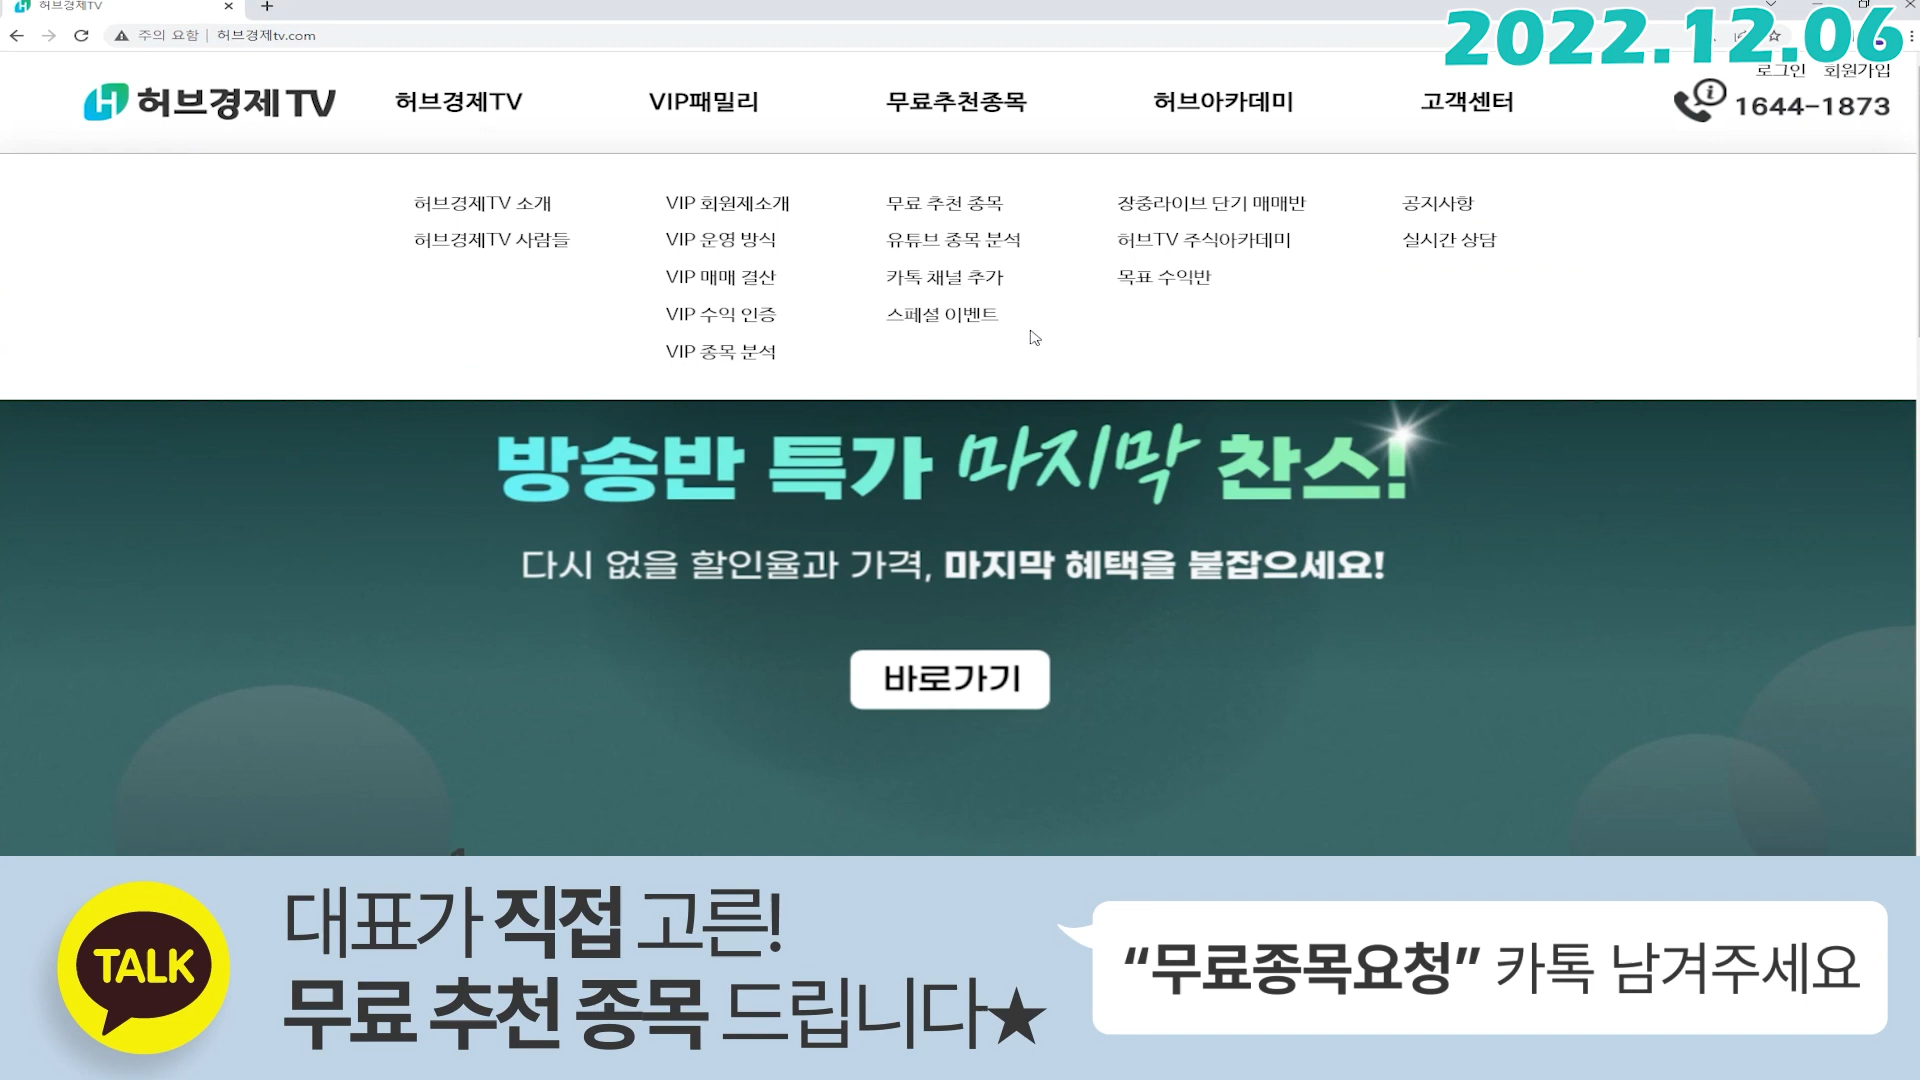 허브경제TV
2022.12.06
주의 요함 | 허브경제tv.com
로그인 회원가입
허브경제TV
허브경제TV VIP패밀리 무료추천종목 허브아카데미 고객센터
1644-1873
허브경제TV 소개 VIP 회원제소개 무료 추천 종목 장중라이브 단기 매매반 공지사항
허브경제TV 사람들 VIP 운영 방식 유튜브 종목 분석 허브TV 주식아카데미 실시간 상담
VIP 매매 결산 카톡 채널 추가 목표 수익반
VIP 수익 인증 스페셜 이벤트
VIP 종목 분석
방송반 특가 마지막 찬스!
다시 없을 할인율과 가격, 마지막 혜택을 붙잡으세요!
바로가기
TALK
대표가 직접 고른!
무료 추천 종목 드립니다★
“무료종목요청” 카톡 남겨주세요